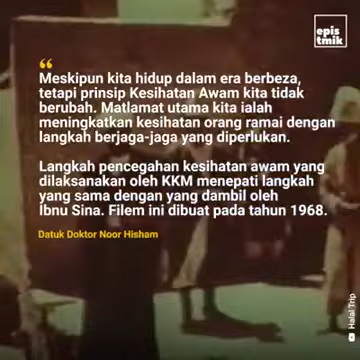 epis
tmik
“
Meskipun kita hidup dalam era berbeza,
tetapi prinsip Kesihatan Awam kita tidak
berubah. Matlamat utama kita ialah
meningkatkan kesihatan orang ramai dengan
langkah berjaga-jaga yang diperlukan.
Langkah pencegahan kesihatan awam yang
dilaksanakan oleh KKM menepati langkah
yang sama dengan yang dambil oleh
Ibnu Sina. Filem ini dibuat pada tahun 1968.
Datuk Doktor Noor Hisham
HalalTrip